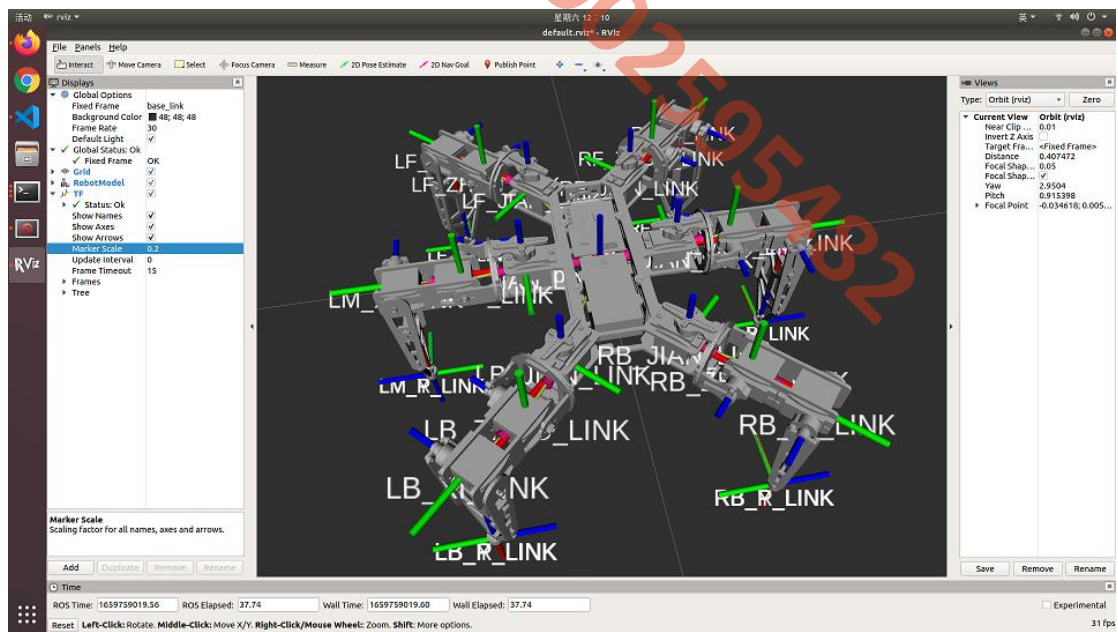 活动 rviz 星期六 12：10 英
default.rviz* - RViz
File Panels Help
Interact Move Camera Select Focus Camera Measure 2D Pose Estimate 2D Nav Goal Publish Point
Displays
Global Options
Fixed Frame base_link
Background Color 48; 48; 48
Frame Rate 30
Default Light
Global Status: Ok
Fixed Frame OK
Grid
RobotModel
TF
Status: Ok
Show Names
Show Axes
Show Arrows
Marker Scale 0.2
Update Interval 0
Frame Timeout 15
Frames
Tree
Marker Scale
Scaling factor for all names, axes and arrows.
Add Duplicate Remove Rename
RViz
LINK
LINK
LINK
LINK
LM_R_LINK
RB_JIAN
LINK
LB LINK
RB LINK
LB NK
RB_R_LINK
LB_R_LINK
Views
Type: Orbit (rviz) Zero
Current View Orbit (rviz)
Near Clip ... 0.01
Invert Z Axis
Target Fra... <Fixed Frame>
Distance 0.407472
Focal Shap... 0.05
Focal Shap...
Yaw 2.9504
Pitch 0.915398
Focal Point -0.034618; 0.005...
Save Remove Rename
Time
ROS Time: 1659759019.56 ROS Elapsed: 37.74 Wall Time: 1659759019.60 Wall Elapsed: 37.74 Experimental
Reset Left-Click: Rotate. Middle-Click: Move X/Y. Right-Click/Mouse Wheel: Zoom. Shift: More options. 31 fps